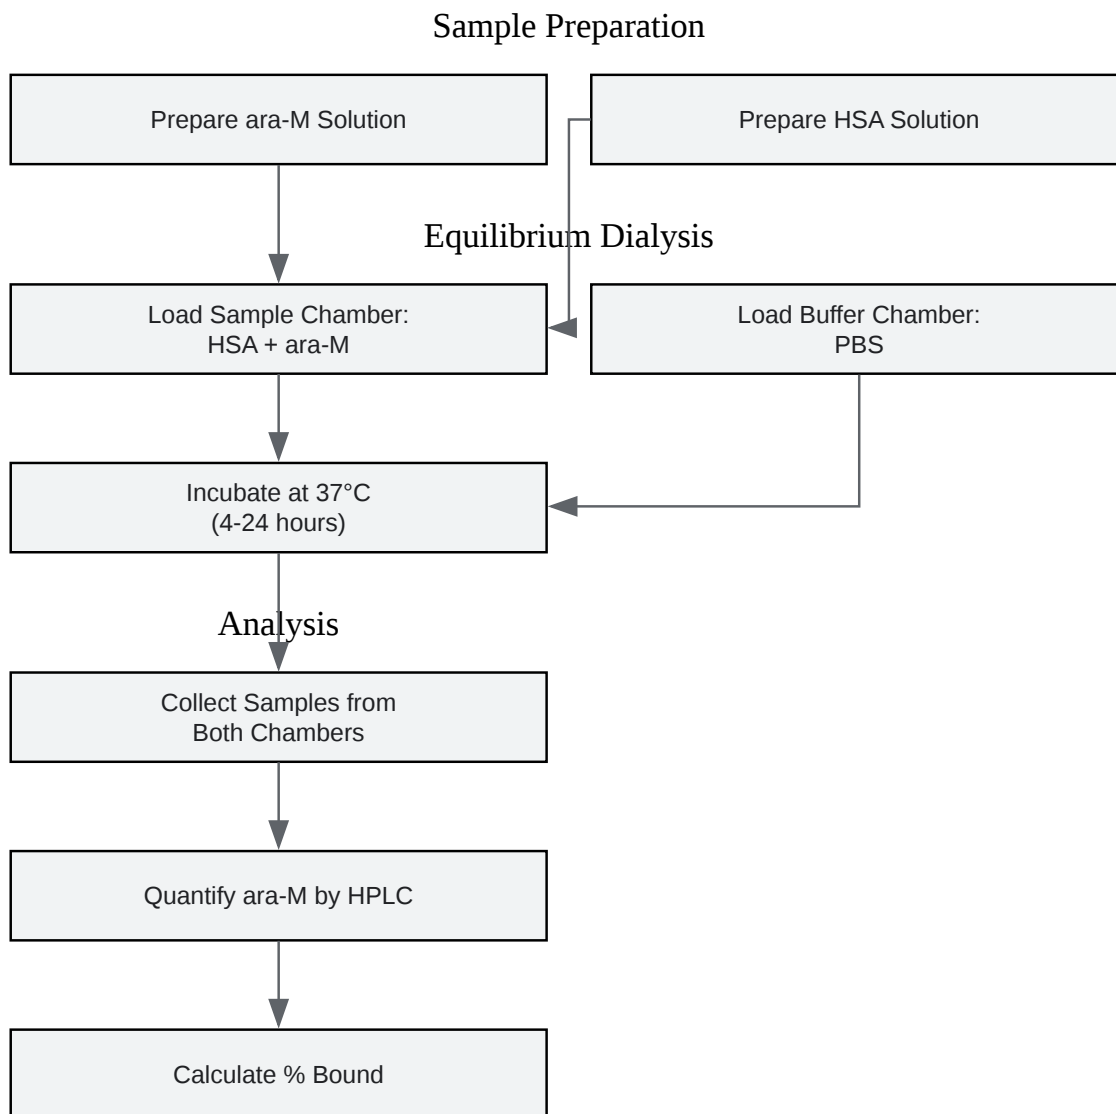 Sample Preparation
Prepare ara-M Solution
Prepare HSA Solution
Equilibrium Dialysis
Load Sample Chamber:
HSA + ara-M
Load Buffer Chamber:
PBS
Incubate at 37°C
(4-24 hours)
Analysis
Collect Samples from
Both Chambers
Quantify ara-M by HPLC
Calculate % Bound